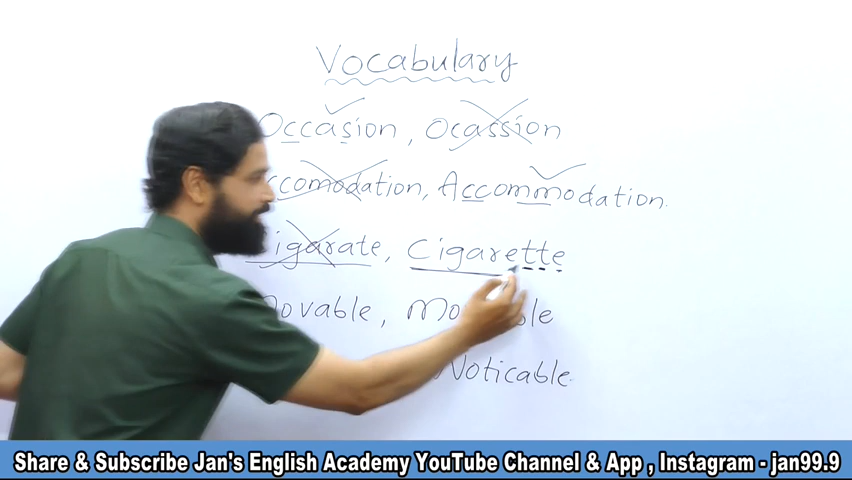 Vocabulary
Occasion, Ocassion
ccomodation, Accommodation.
igarate, Cigarette
Movable, Mo ble
Noticable.
Share & Subscribe Jan's English Academy YouTube Channel & App , Instagram - jan99.9